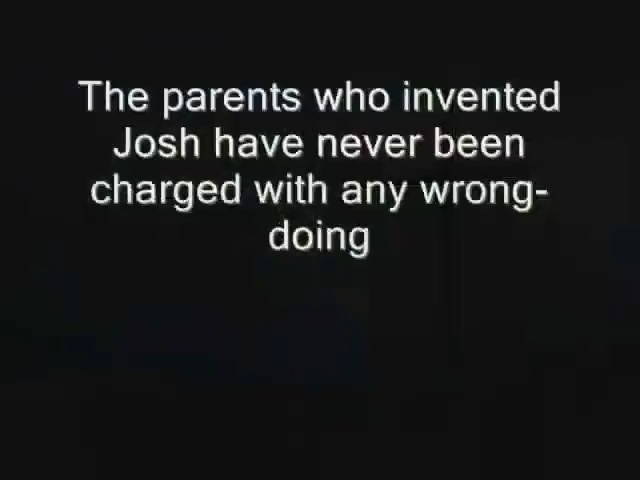 The parents who invented
Josh have never been
charged with any wrong-
doing